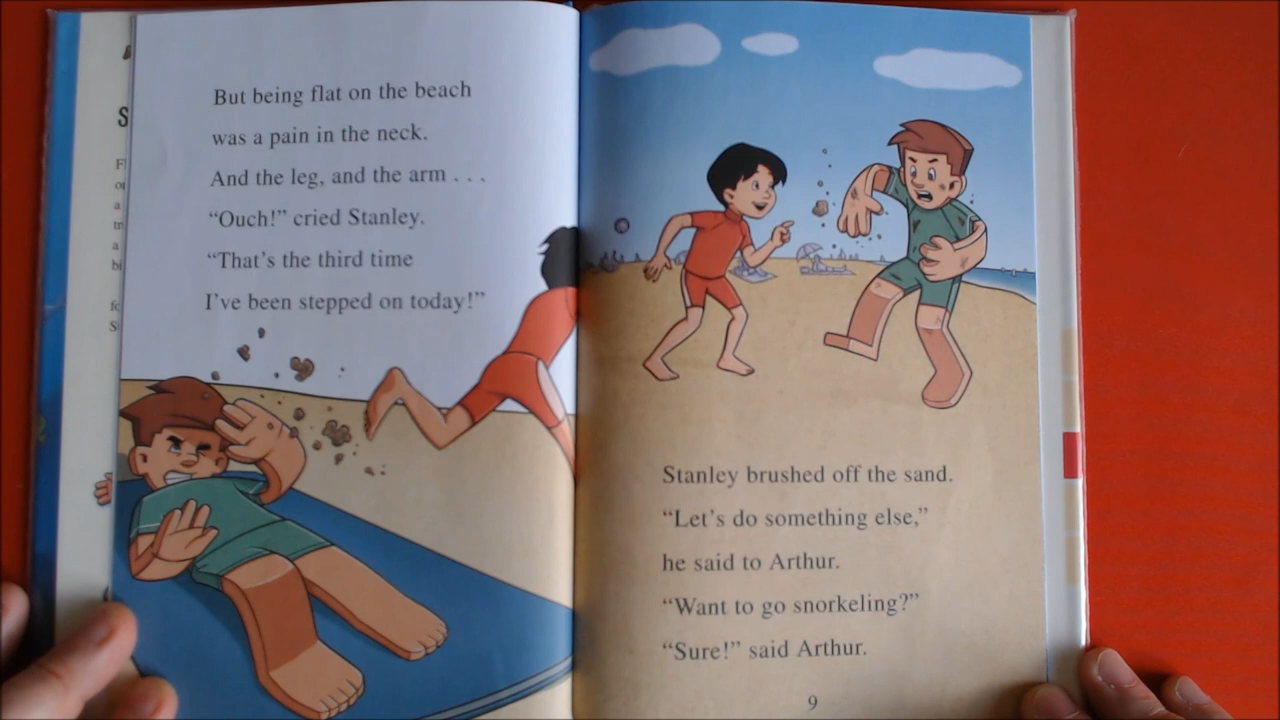 But being flat on the beach
was a pain in the neck.
And the leg, and the arm . . .
“Ouch!” cried Stanley.
“That’s the third time
I’ve been stepped on today!”
Stanley brushed off the sand.
“Let’s do something else,”
he said to Arthur.
“Want to go snorkeling?”
“Sure!” said Arthur.
9